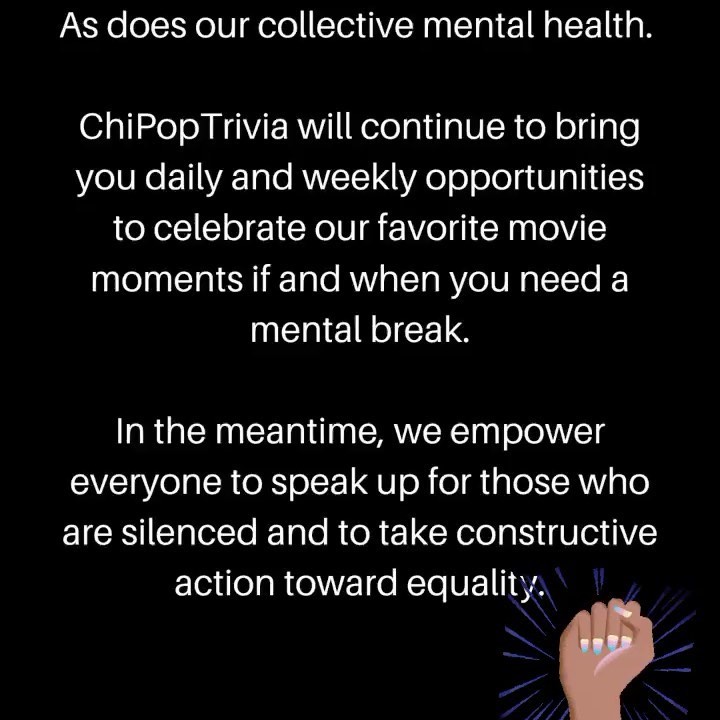 As does our collective mental health.
ChiPopTrivia will continue to bring
you daily and weekly opportunities
to celebrate our favorite movie
moments if and when you need a
mental break.
In the meantime, we empower
everyone to speak up for those who
are silenced and to take constructive
action toward equality.